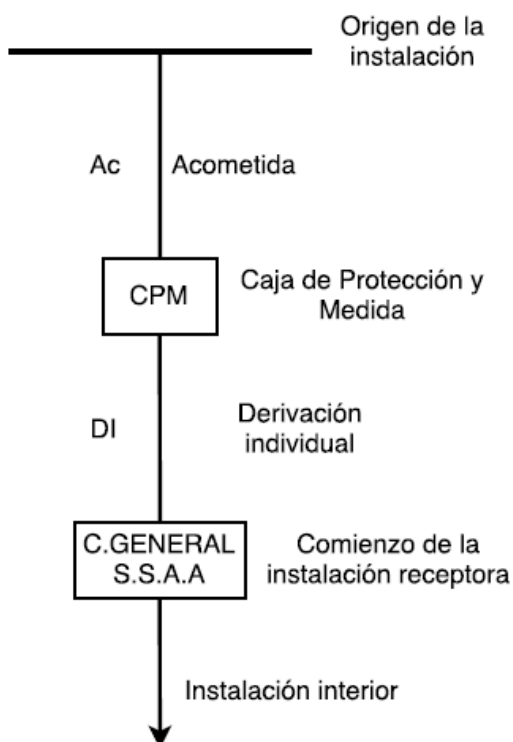 Origen de la
instalación
Ac
Acometida
CPM
Caja de Protección y
Medida
DI
Derivación
individual
C.GENERAL
S.S.A.A
Comienzo de la
instalación receptora
Instalación interior